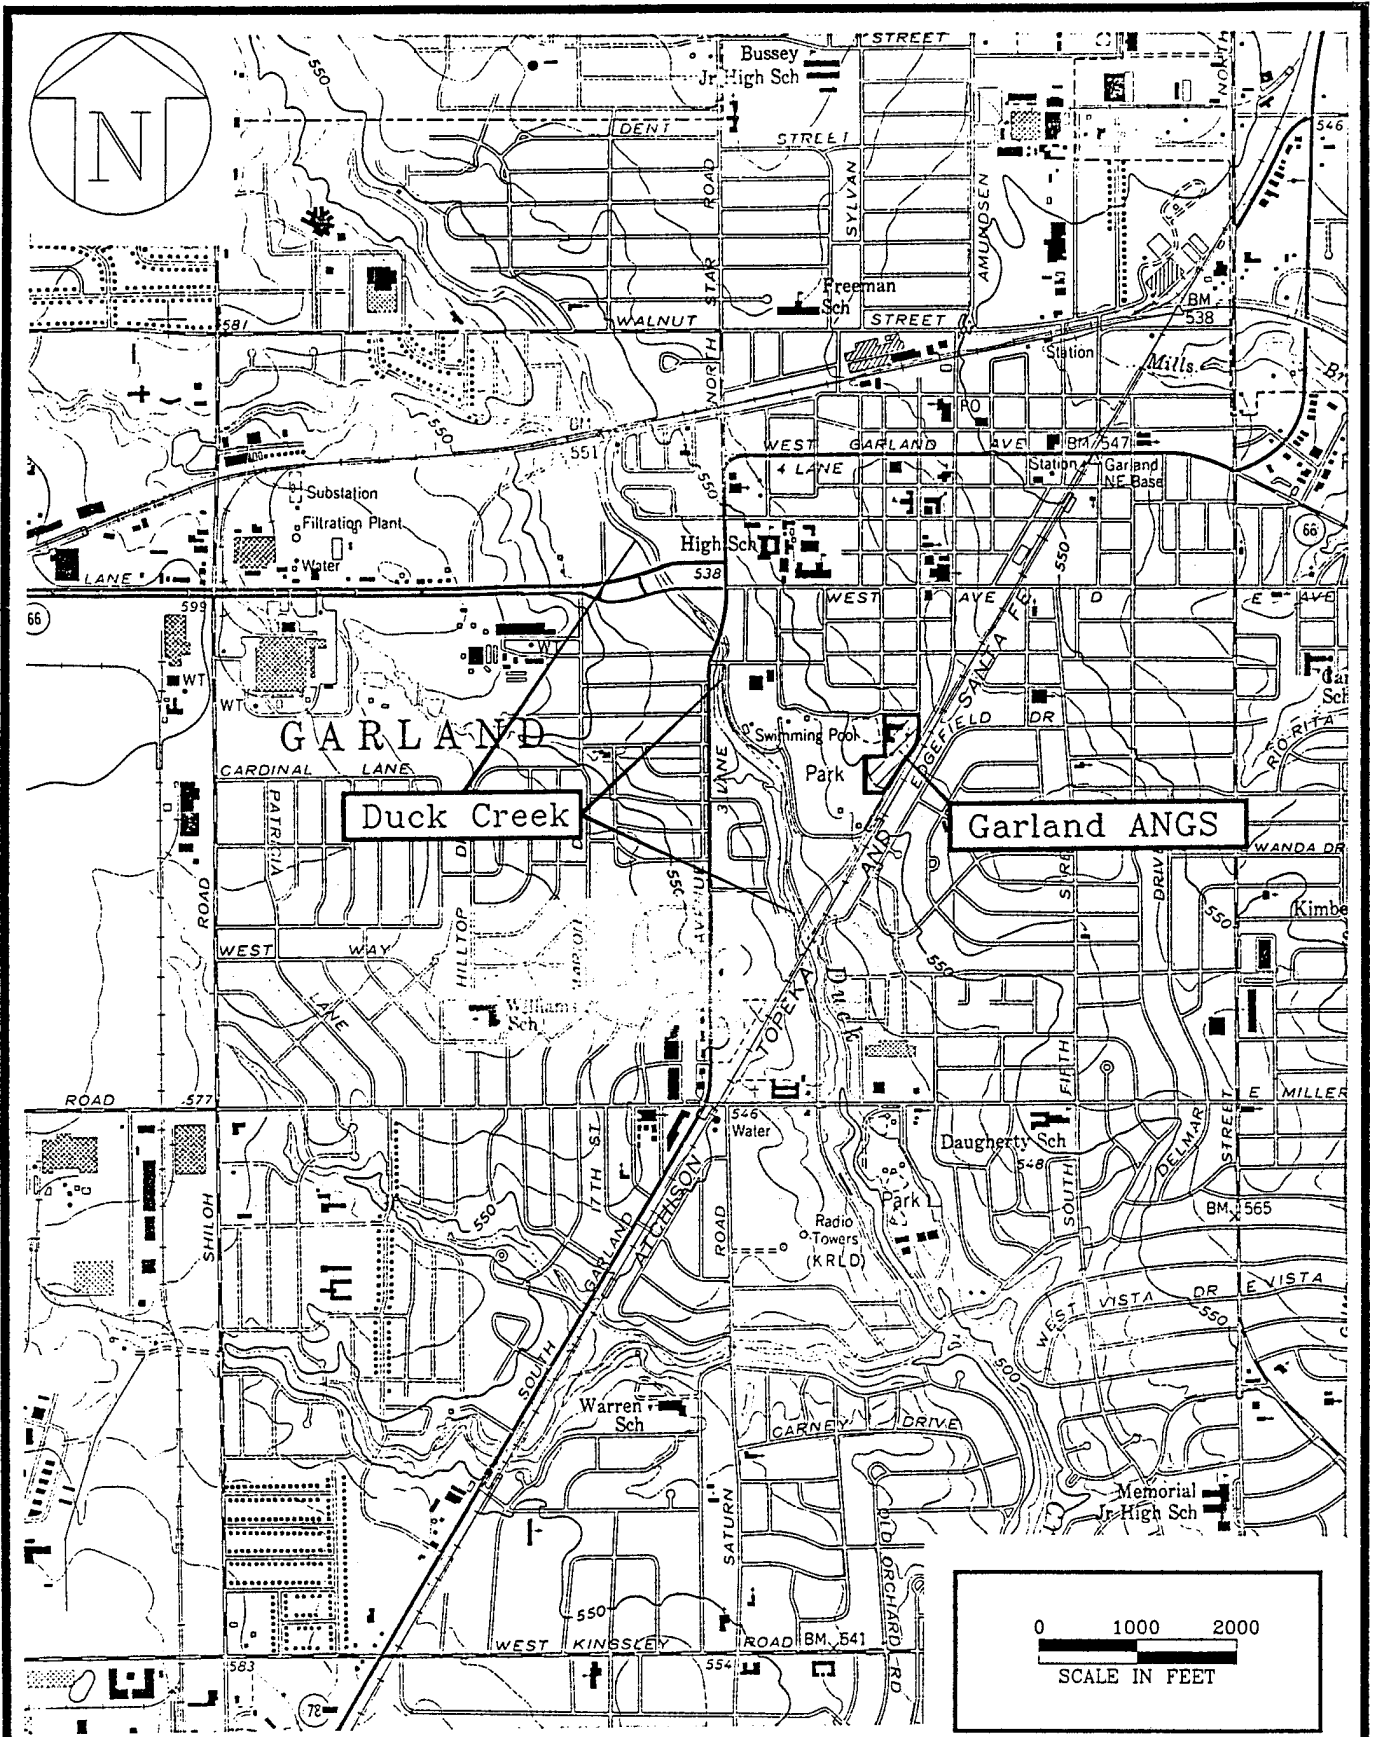 N
550
Bussey
Jr High Sch
STREET
NORTH
DENT
STREET
546
ROAD
SYLVAN
AMUNDSEN
STAR
Freeman
Sch
BM
538
581
WALNUT
STREET
NORTH
Station
Mills
550
551
PO
WEST GARLAND AVE
BM 547
4 LANE
Station
Garland
NE Base
550
Substation
Filtration Plant
Water
High Sch
538
550
66
LANE
599
66
WEST AVE D
E AVE
WT
WT
WT
SANTA FE
GARLAND
Swimming Pool
EDGEFIELD DR
Sch
Park
CARDINAL LANE
3 LANE
PATRICIA
Duck Creek
Garland ANGS
AND
WANDA DR
DRIVE
ROAD
550
AVENUE
550
HILLTOP
WEST WAY
550
LANE
Williams
Sch
TOPEKA
Duck
FIFTH
ROAD
577
546
Water
E MILLER
STREET
17TH ST
Daugherty Sch
548
DELMAR
ATCHISON
SOUTH
SHILOH
550
GARLAND
ROAD
Park
BM 565
Radio
Towers
(KRLD)
WEST VISTA DR
E VISTA
550
SOUTH
500
Warren
Sch
CARNEY DRIVE
Memorial
Jr High Sch
SATURN
OLD ORCHARD RD
550
WEST KINGSLEY ROAD
BM 541
583
554
78
0 1000 2000
SCALE IN FEET